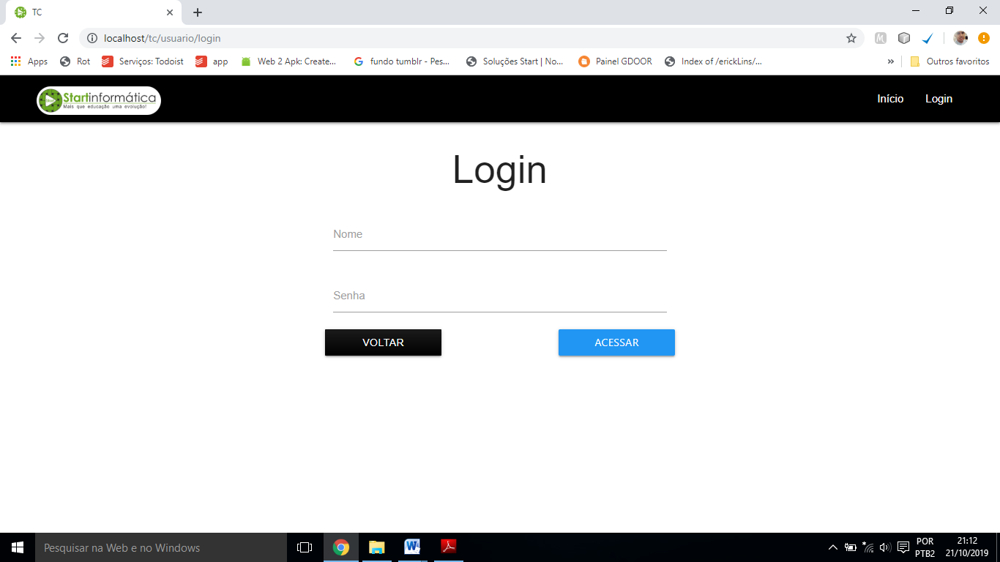 TC
localhost/tc/usuario/login
Apps Rot Serviços: Todoist app Web 2 Apk: Create... fundo tumblr - Pes... Soluções Start | No... Painel GDOOR Index of /erickLins/... » Outros favoritos
Start Startinformática
Mais que educação uma evolução!
Início Login
Login
Nome
Senha
VOLTAR ACESSAR
Pesquisar na Web e no Windows
POR
PTB2
21:12
21/10/2019